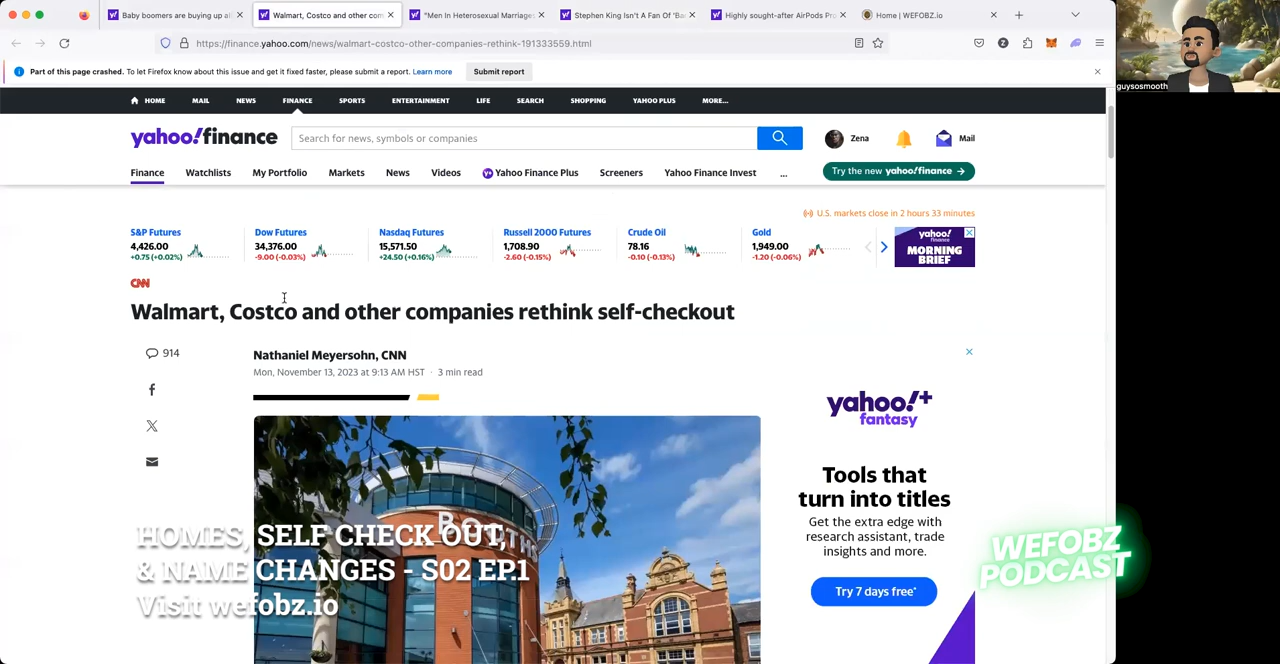 Baby boomers are buying up al
Walmart, Costco and other com
"Men In Heterosexual Marriages
Stephen King Isn't A Fan Of 'Ba
Highly sought-after AirPods Pro
Home | WEFOBZ.io
https://finance.yahoo.com/news/walmart-costco-other-companies-rethink-191333559.html
guysosmooth
Part of this page crashed. To let Firefox know about this issue and get it fixed faster, please submit a report. Learn more
Submit report
HOME MAIL NEWS FINANCE SPORTS ENTERTAINMENT LIFE SEARCH SHOPPING YAHOO PLUS MORE...
yahoo!finance
Search for news, symbols or companies
Zena
Mail
Finance Watchlists My Portfolio Markets News Videos Yahoo Finance Plus Screeners Yahoo Finance Invest ...
Try the new yahoo!finance →
U.S. markets close in 2 hours 33 minutes
S&P Futures
4,426.00
+0.75 (+0.02%)
Dow Futures
34,376.00
-9.00 (-0.03%)
Nasdaq Futures
15,571.50
+24.50 (+0.16%)
Russell 2000 Futures
1,708.90
-2.60 (-0.15%)
Crude Oil
78.16
-0.10 (-0.13%)
Gold
1,949.00
-1.20 (-0.06%)
yahoo!
finance
MORNING
BRIEF
CNN
Walmart, Costco and other companies rethink self-checkout
914
Nathaniel Meyersohn, CNN
Mon, November 13, 2023 at 9:13 AM HST · 3 min read
yahoo!+
fantasy
Tools that
turn into titles
Get the extra edge with
research assistant, trade
insights and more.
Try 7 days free*
HOMES, SELF CHECK OUT,
& NAME CHANGES - S02 EP.1
Visit wefobz.io
WEFOBZ
PODCAST